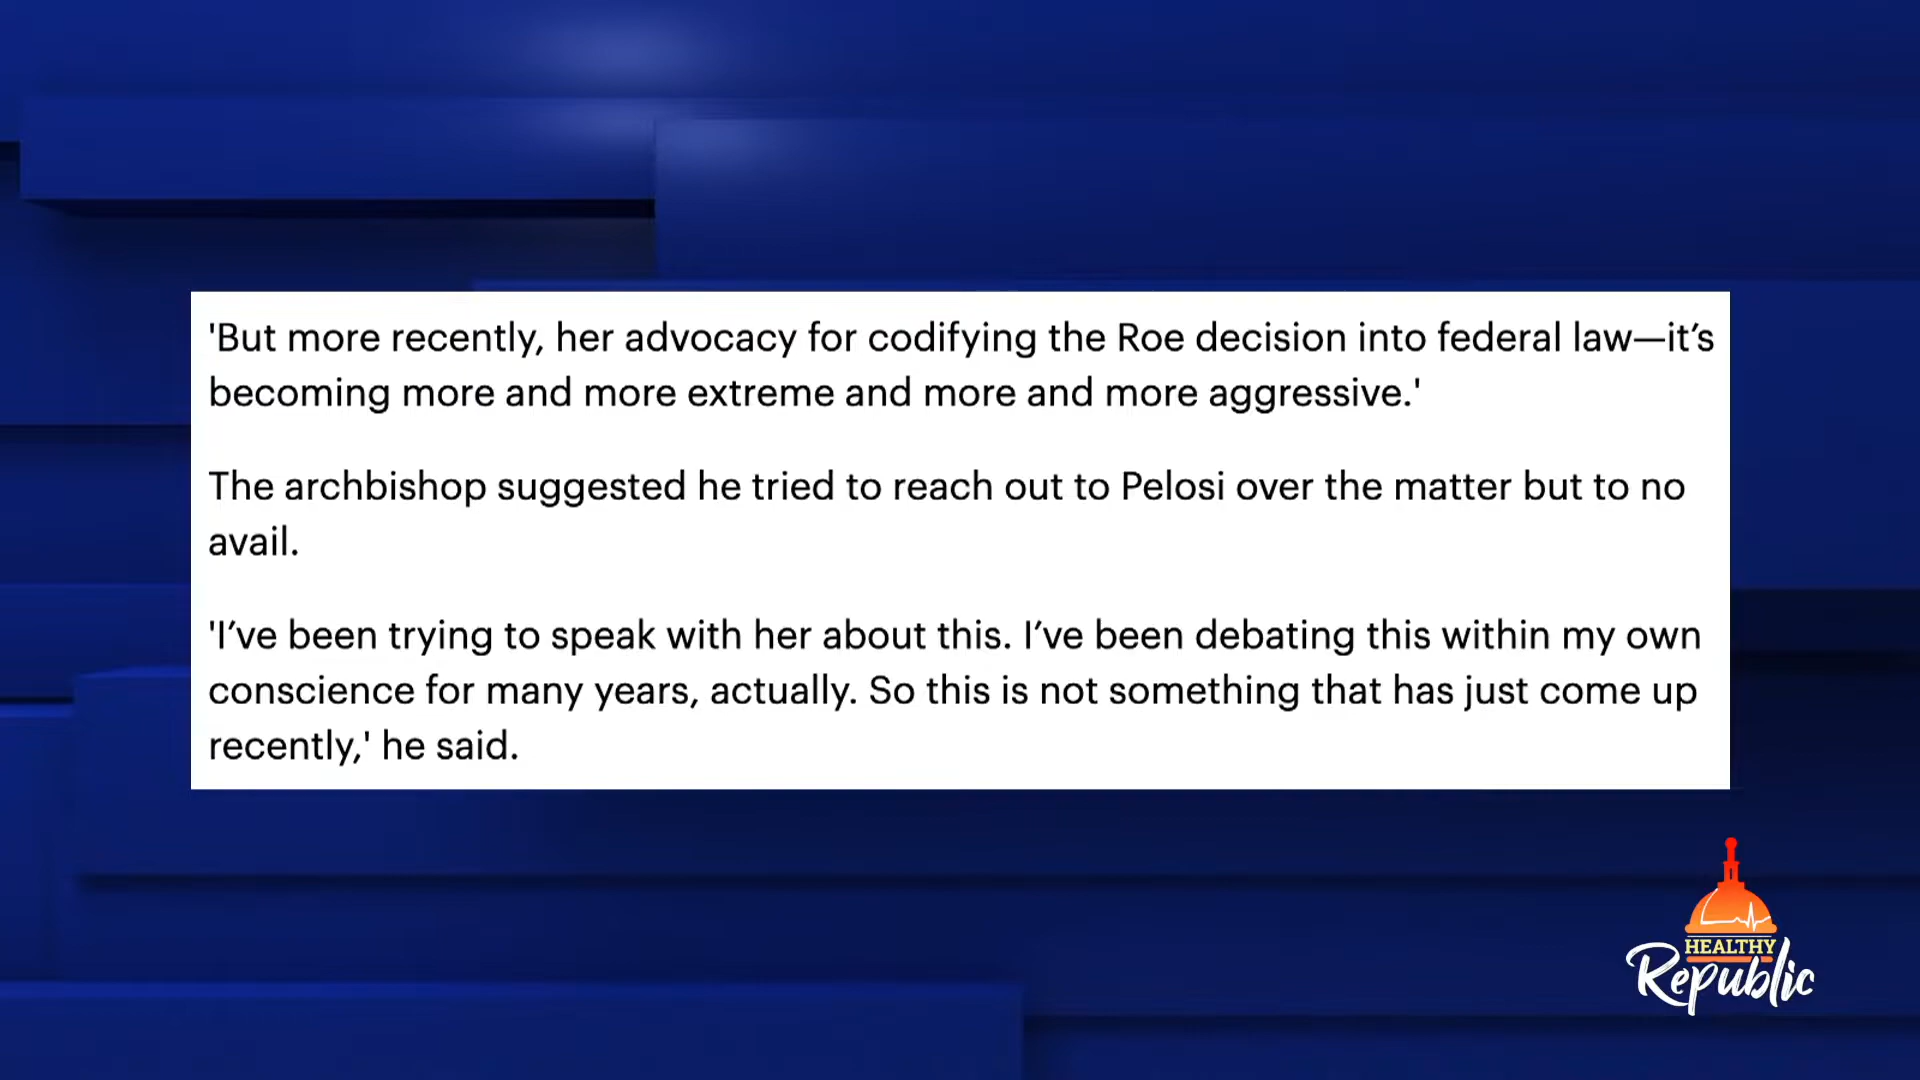 'But more recently, her advocacy for codifying the Roe decision into federal law—it’s
becoming more and more extreme and more and more aggressive.'
The archbishop suggested he tried to reach out to Pelosi over the matter but to no
avail.
'I’ve been trying to speak with her about this. I’ve been debating this within my own
conscience for many years, actually. So this is not something that has just come up
recently,' he said.
HEALTHY
Republic